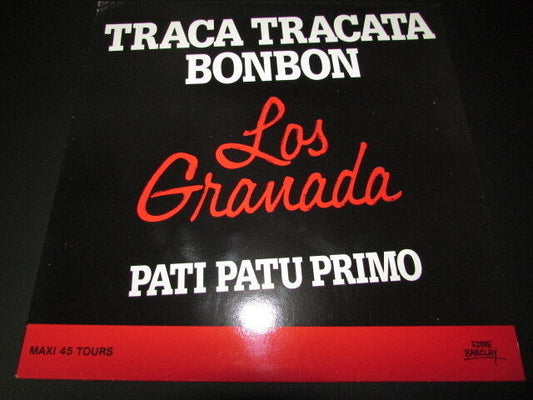 TRACA TRACATA
BONBON
Los
Granada
PATI PATU PRIMO
MAXI 45 TOURS
EDDIE
BARCLAY